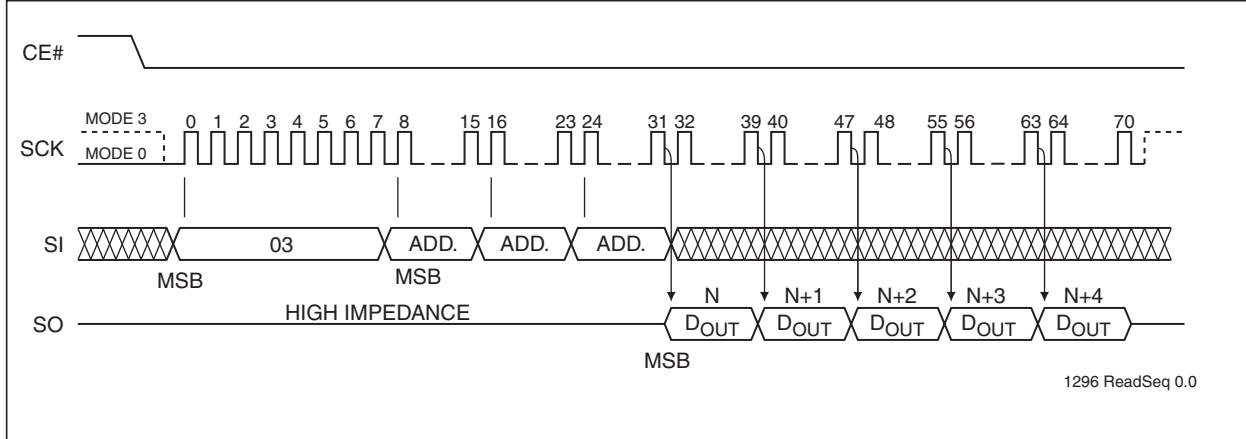 CE#
MODE 3
0 1 2 3 4 5 6 7 8 15 16 23 24 31 32 39 40 47 48 55 56 63 64 70
SCK
MODE 0
SI
03 ADD. ADD. ADD.
MSB MSB
N N+1 N+2 N+3 N+4
HIGH IMPEDANCE
SO
DOUT DOUT DOUT DOUT DOUT
MSB
1296 ReadSeq 0.0